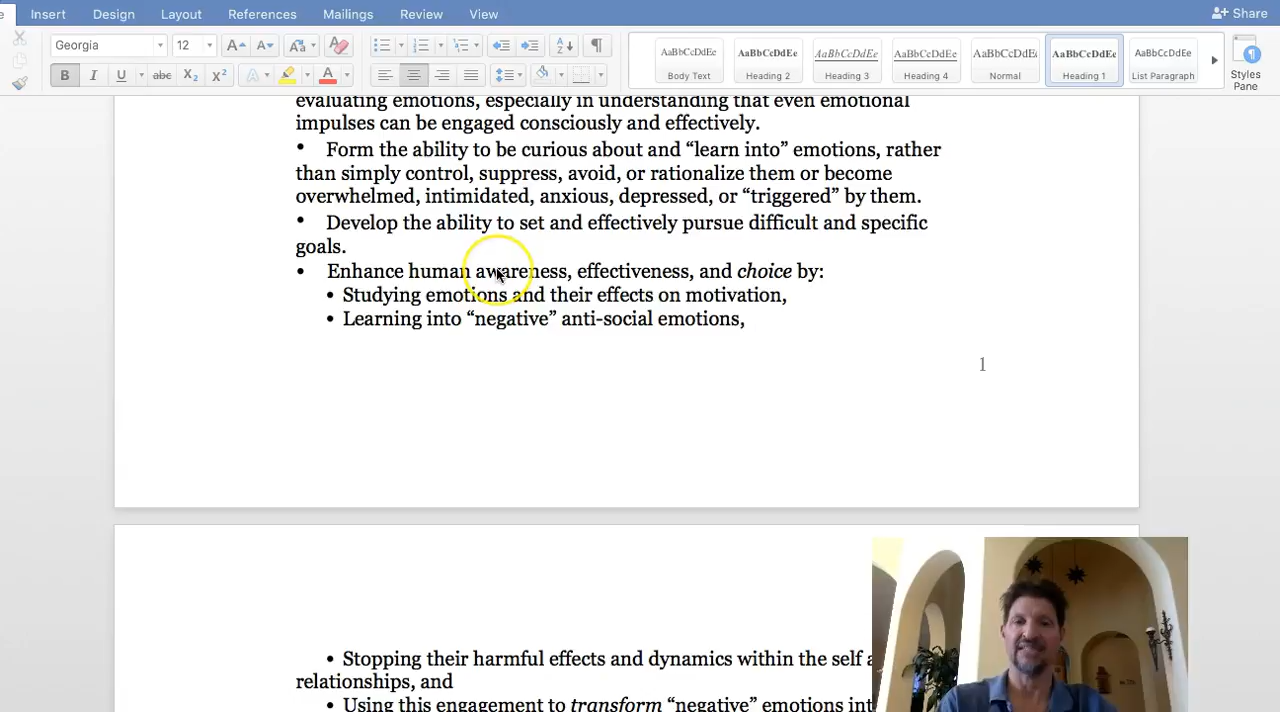 Insert Design Layout References Mailings Review View Share
Georgia 12 A A Aa A
AaBbCcDdEe AaBbCcDdEe AaBbCcDdEe AaBbCcDdEe AaBbCcDdE AaBbCcDdEe AaBbCcDdEe
Body Text Heading 2 Heading 3 Heading 4 Normal Heading 1 List Paragraph Styles Pane
B I U abc X₂ X² A A
evaluating emotions, especially in understanding that even emotional
impulses can be engaged consciously and effectively.
• Form the ability to be curious about and “learn into” emotions, rather
than simply control, suppress, avoid, or rationalize them or become
overwhelmed, intimidated, anxious, depressed, or “triggered” by them.
• Develop the ability to set and effectively pursue difficult and specific
goals.
• Enhance human awareness, effectiveness, and choice by:
• Studying emotions and their effects on motivation,
• Learning into “negative” anti-social emotions,
1
• Stopping their harmful effects and dynamics within the self
relationships, and
• Using this engagement to transform “negative” emotions